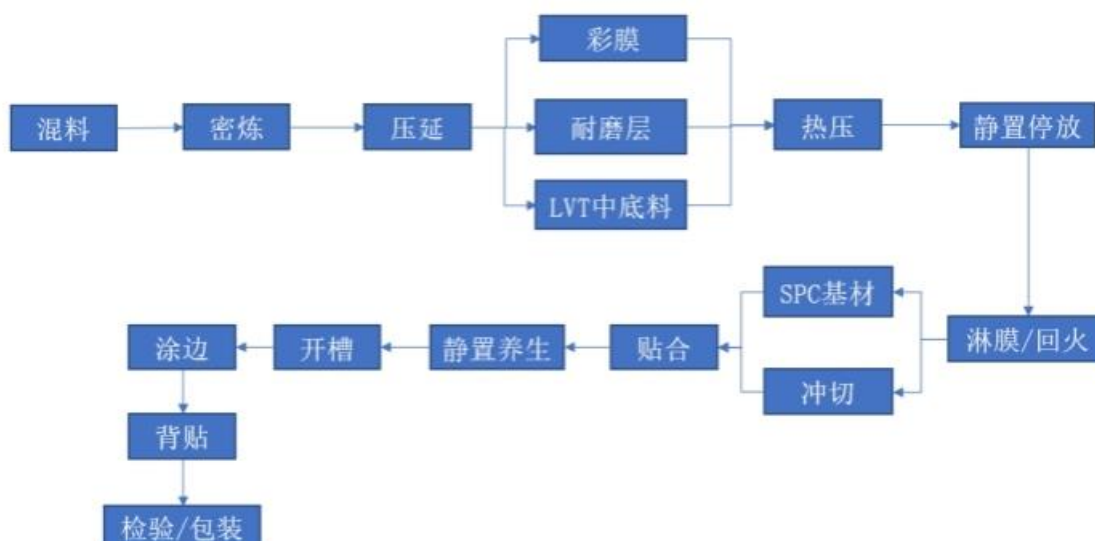 混料
密炼
压延
彩膜
耐磨层
LVT中底料
热压
静置停放
淋膜/回火
SPC基材
冲切
贴合
静置养生
开槽
涂边
背贴
检验/包装